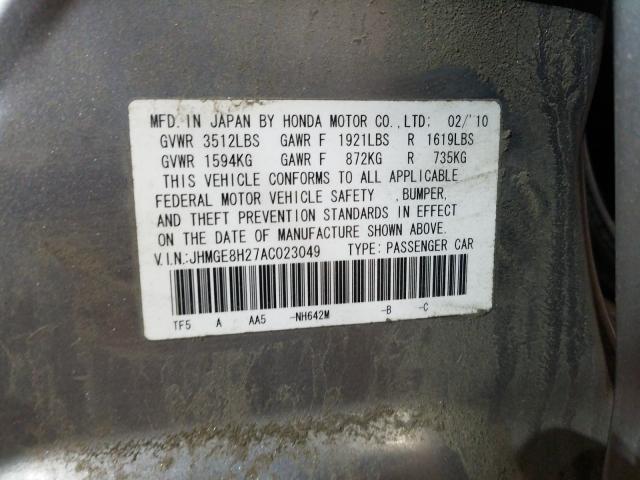 MFD. IN JAPAN BY HONDA MOTOR CO.,LTD: 02/'10
GVWR 3512LBS GAWR F 1921LBS R 1619LBS
GVWR 1594KG GAWR F 872KG R 735KG
THIS VEHICLE CONFORMS TO ALL APPLICABLE
FEDERAL MOTOR VEHICLE SAFETY ,BUMPER,
AND THEFT PREVENTION STANDARDS IN EFFECT
ON THE DATE OF MANUFACTURE SHOWN ABOVE.
V.I.N:JHMGE8H27AC023049 TYPE: PASSENGER CAR
TF5 A AA5 -NH642M -B -C